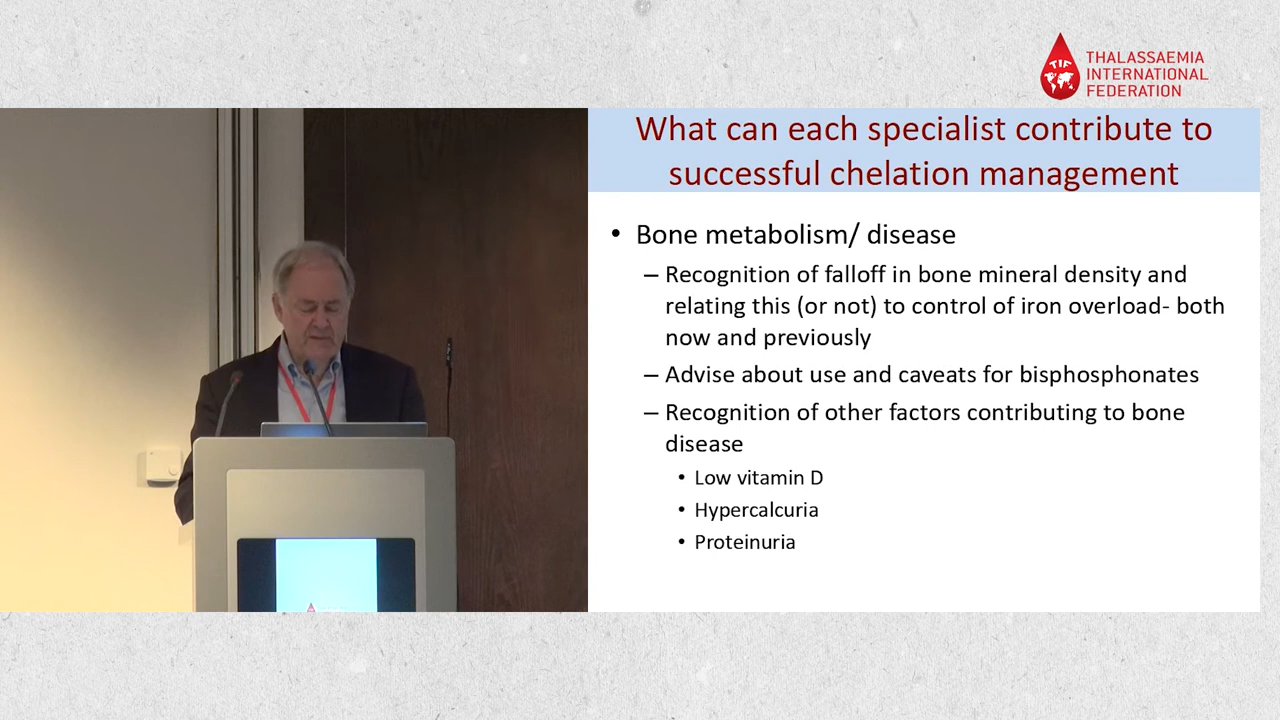 TIF
THALASSAEMIA
INTERNATIONAL
FEDERATION
What can each specialist contribute to
successful chelation management
• Bone metabolism/ disease
– Recognition of falloff in bone mineral density and
relating this (or not) to control of iron overload- both
now and previously
– Advise about use and caveats for bisphosphonates
– Recognition of other factors contributing to bone
disease
• Low vitamin D
• Hypercalcuria
• Proteinuria